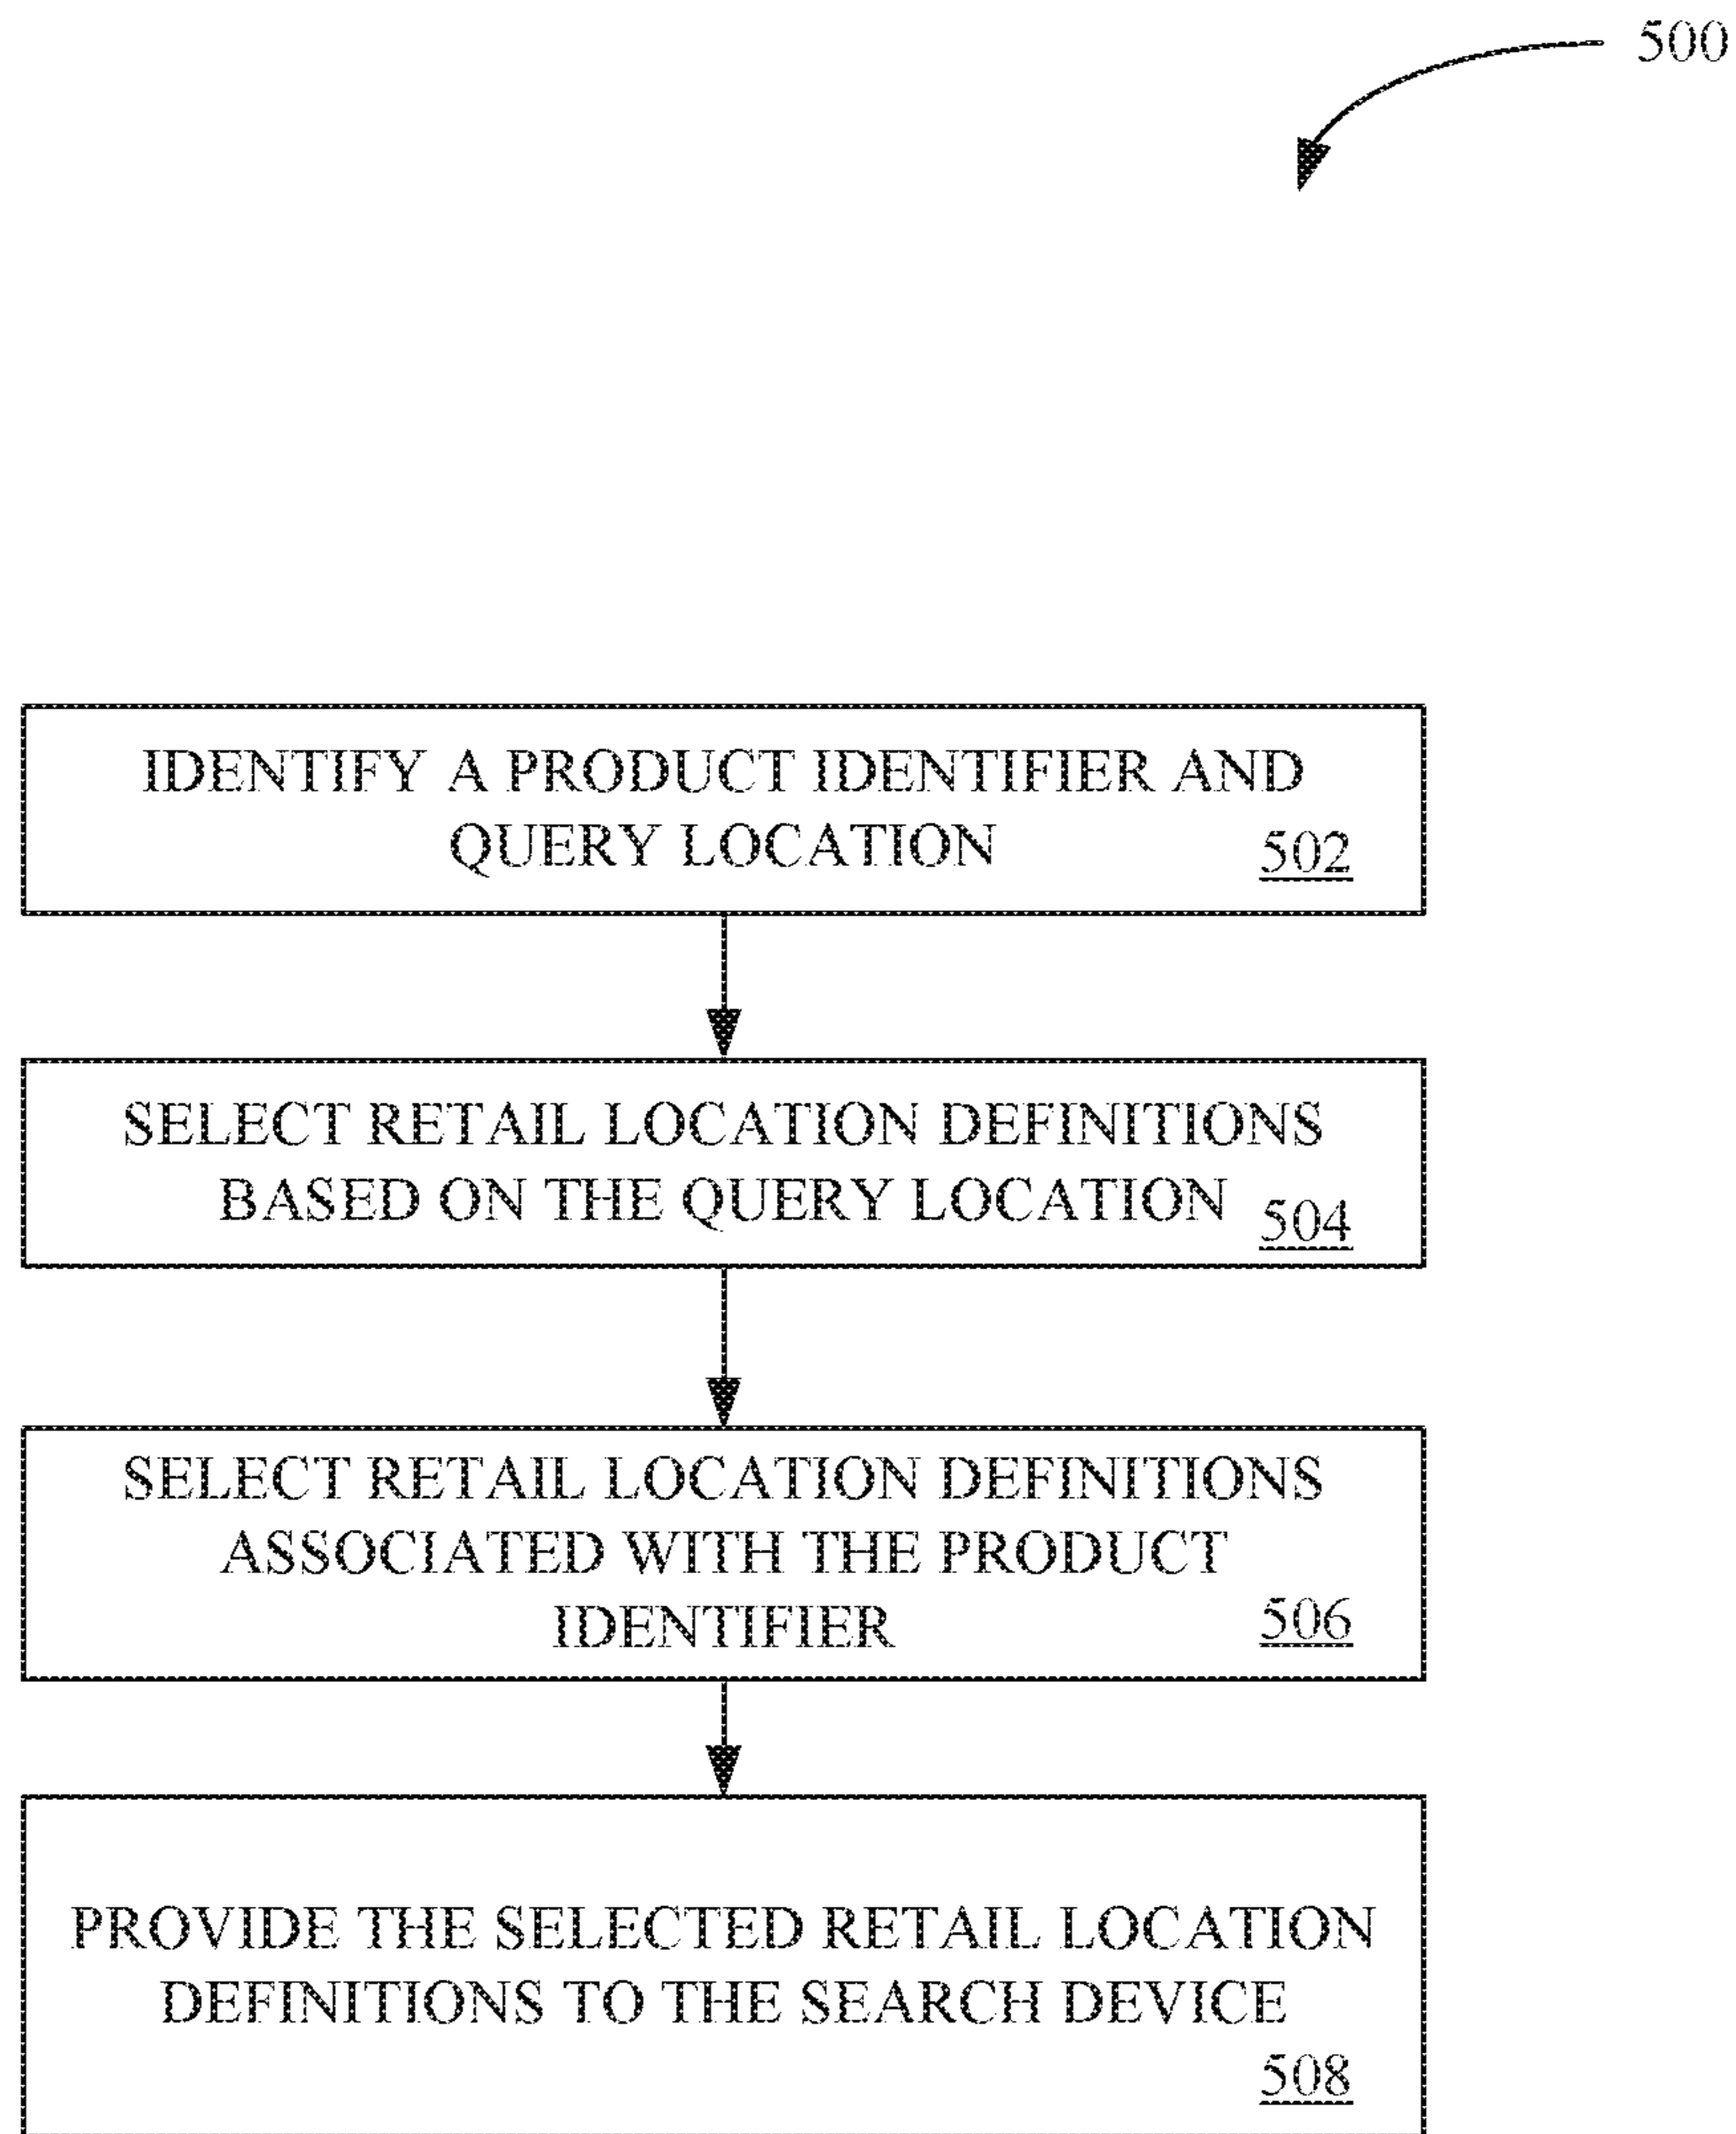 500
IDENTIFY A PRODUCT IDENTIFIER AND
QUERY LOCATION
502
SELECT RETAIL LOCATION DEFINITIONS
BASED ON THE QUERY LOCATION
504
SELECT RETAIL LOCATION DEFINITIONS
ASSOCIATED WITH THE PRODUCT
IDENTIFIER
506
PROVIDE THE SELECTED RETAIL LOCATION
DEFINITIONS TO THE SEARCH DEVICE
508